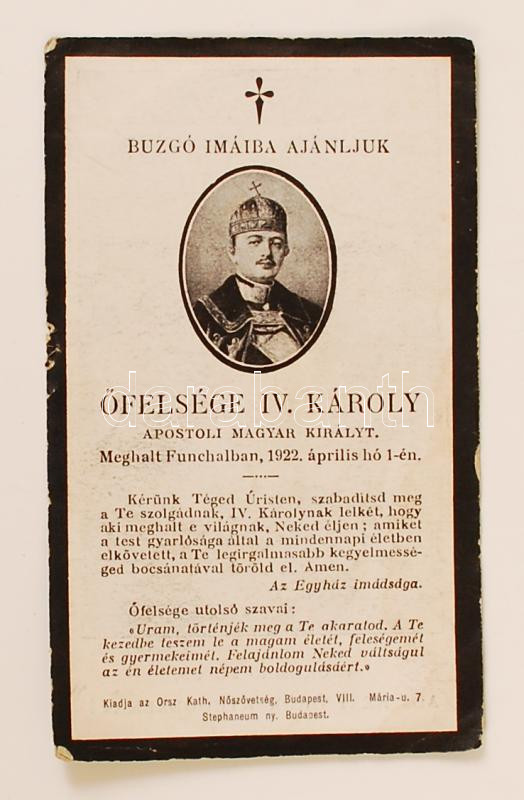 BUZGÓ IMÁIBA AJÁNLJUK
ŐFELSÉGE IV. KÁROLY
darabanth
APOSTOLI MAGYAR KIRÁLYT.
Meghalt Funchalban, 1922. április hó 1-én.
Kérünk Téged Úristen, szabadítsd meg
a Te szolgádnak, IV. Károlynak lelkét, hogy
aki meghalt e világnak, Neked éljen; amiket
a test gyarlósága által a mindennapi életben
elkövetett, a Te legirgalmasabb kegyelmessé-
ged bocsánatával töröld el. Ámen.
Az Egyház imádsága.
Őfelsége utolsó szavai:
«Uram, történjék meg a Te akaratod. A Te
kezedbe teszem le a magam életét, feleségemét
és gyermekeimét. Felajánlom Neked váltságul
az én életemet népem boldogulásáért.»
Kiadja az Orsz Kath. Nőszövetség, Budapest, VIII. Mária-u. 7.
Stephaneum ny. Budapest.